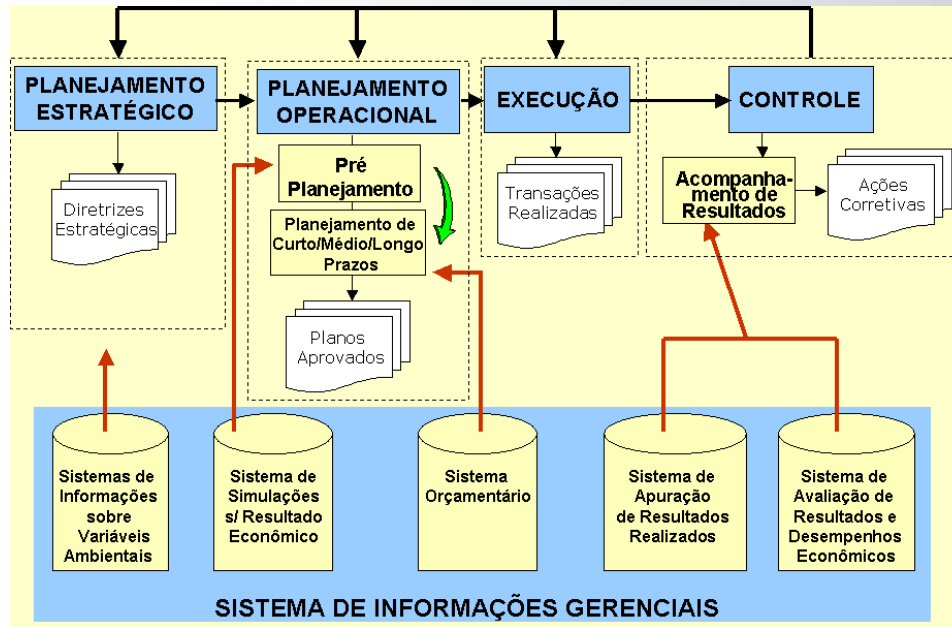 PLANEJAMENTO
ESTRATÉGICO
PLANEJAMENTO
OPERACIONAL
EXECUÇÃO
CONTROLE
Diretrizes
Estratégicas
Pré
Planejamento
Planejamento de
Curto/Médio/Longo
Prazos
Planos
Aprovados
Transações
Realizadas
Acompanha-
mento de
Resultados
Ações
Corretivas
Sistemas de
Informações
sobre
Variáveis
Ambientais
Sistema de
Simulações
s/ Resultado
Econômico
Sistema
Orçamentário
Sistema de
Apuração
de Resultados
Realizados
Sistema de
Avaliação de
Resultados e
Desempenhos
Econômicos
SISTEMA DE INFORMAÇÕES GERENCIAIS